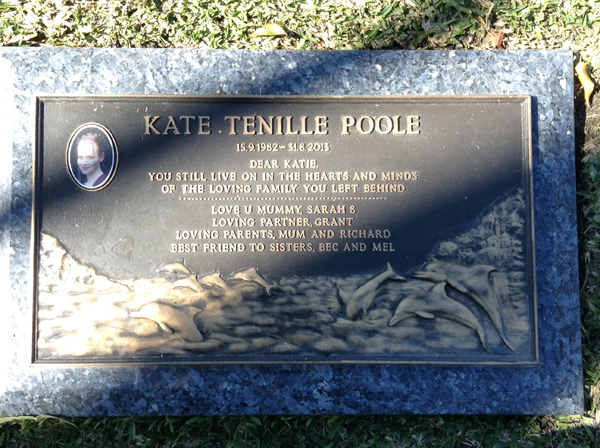 KATE TENILLE POOLE
15.9.1982 - 31.8.2013
DEAR KATIE,
YOU STILL LIVE ON IN THE HEARTS AND MINDS
OF THE LOVING FAMILY YOU LEFT BEHIND
LOVE U MUMMY, SARAH 8
LOVING PARTNER, GRANT
LOVING PARENTS, MUM AND RICHARD
BEST FRIEND TO SISTERS, BEC AND MEL